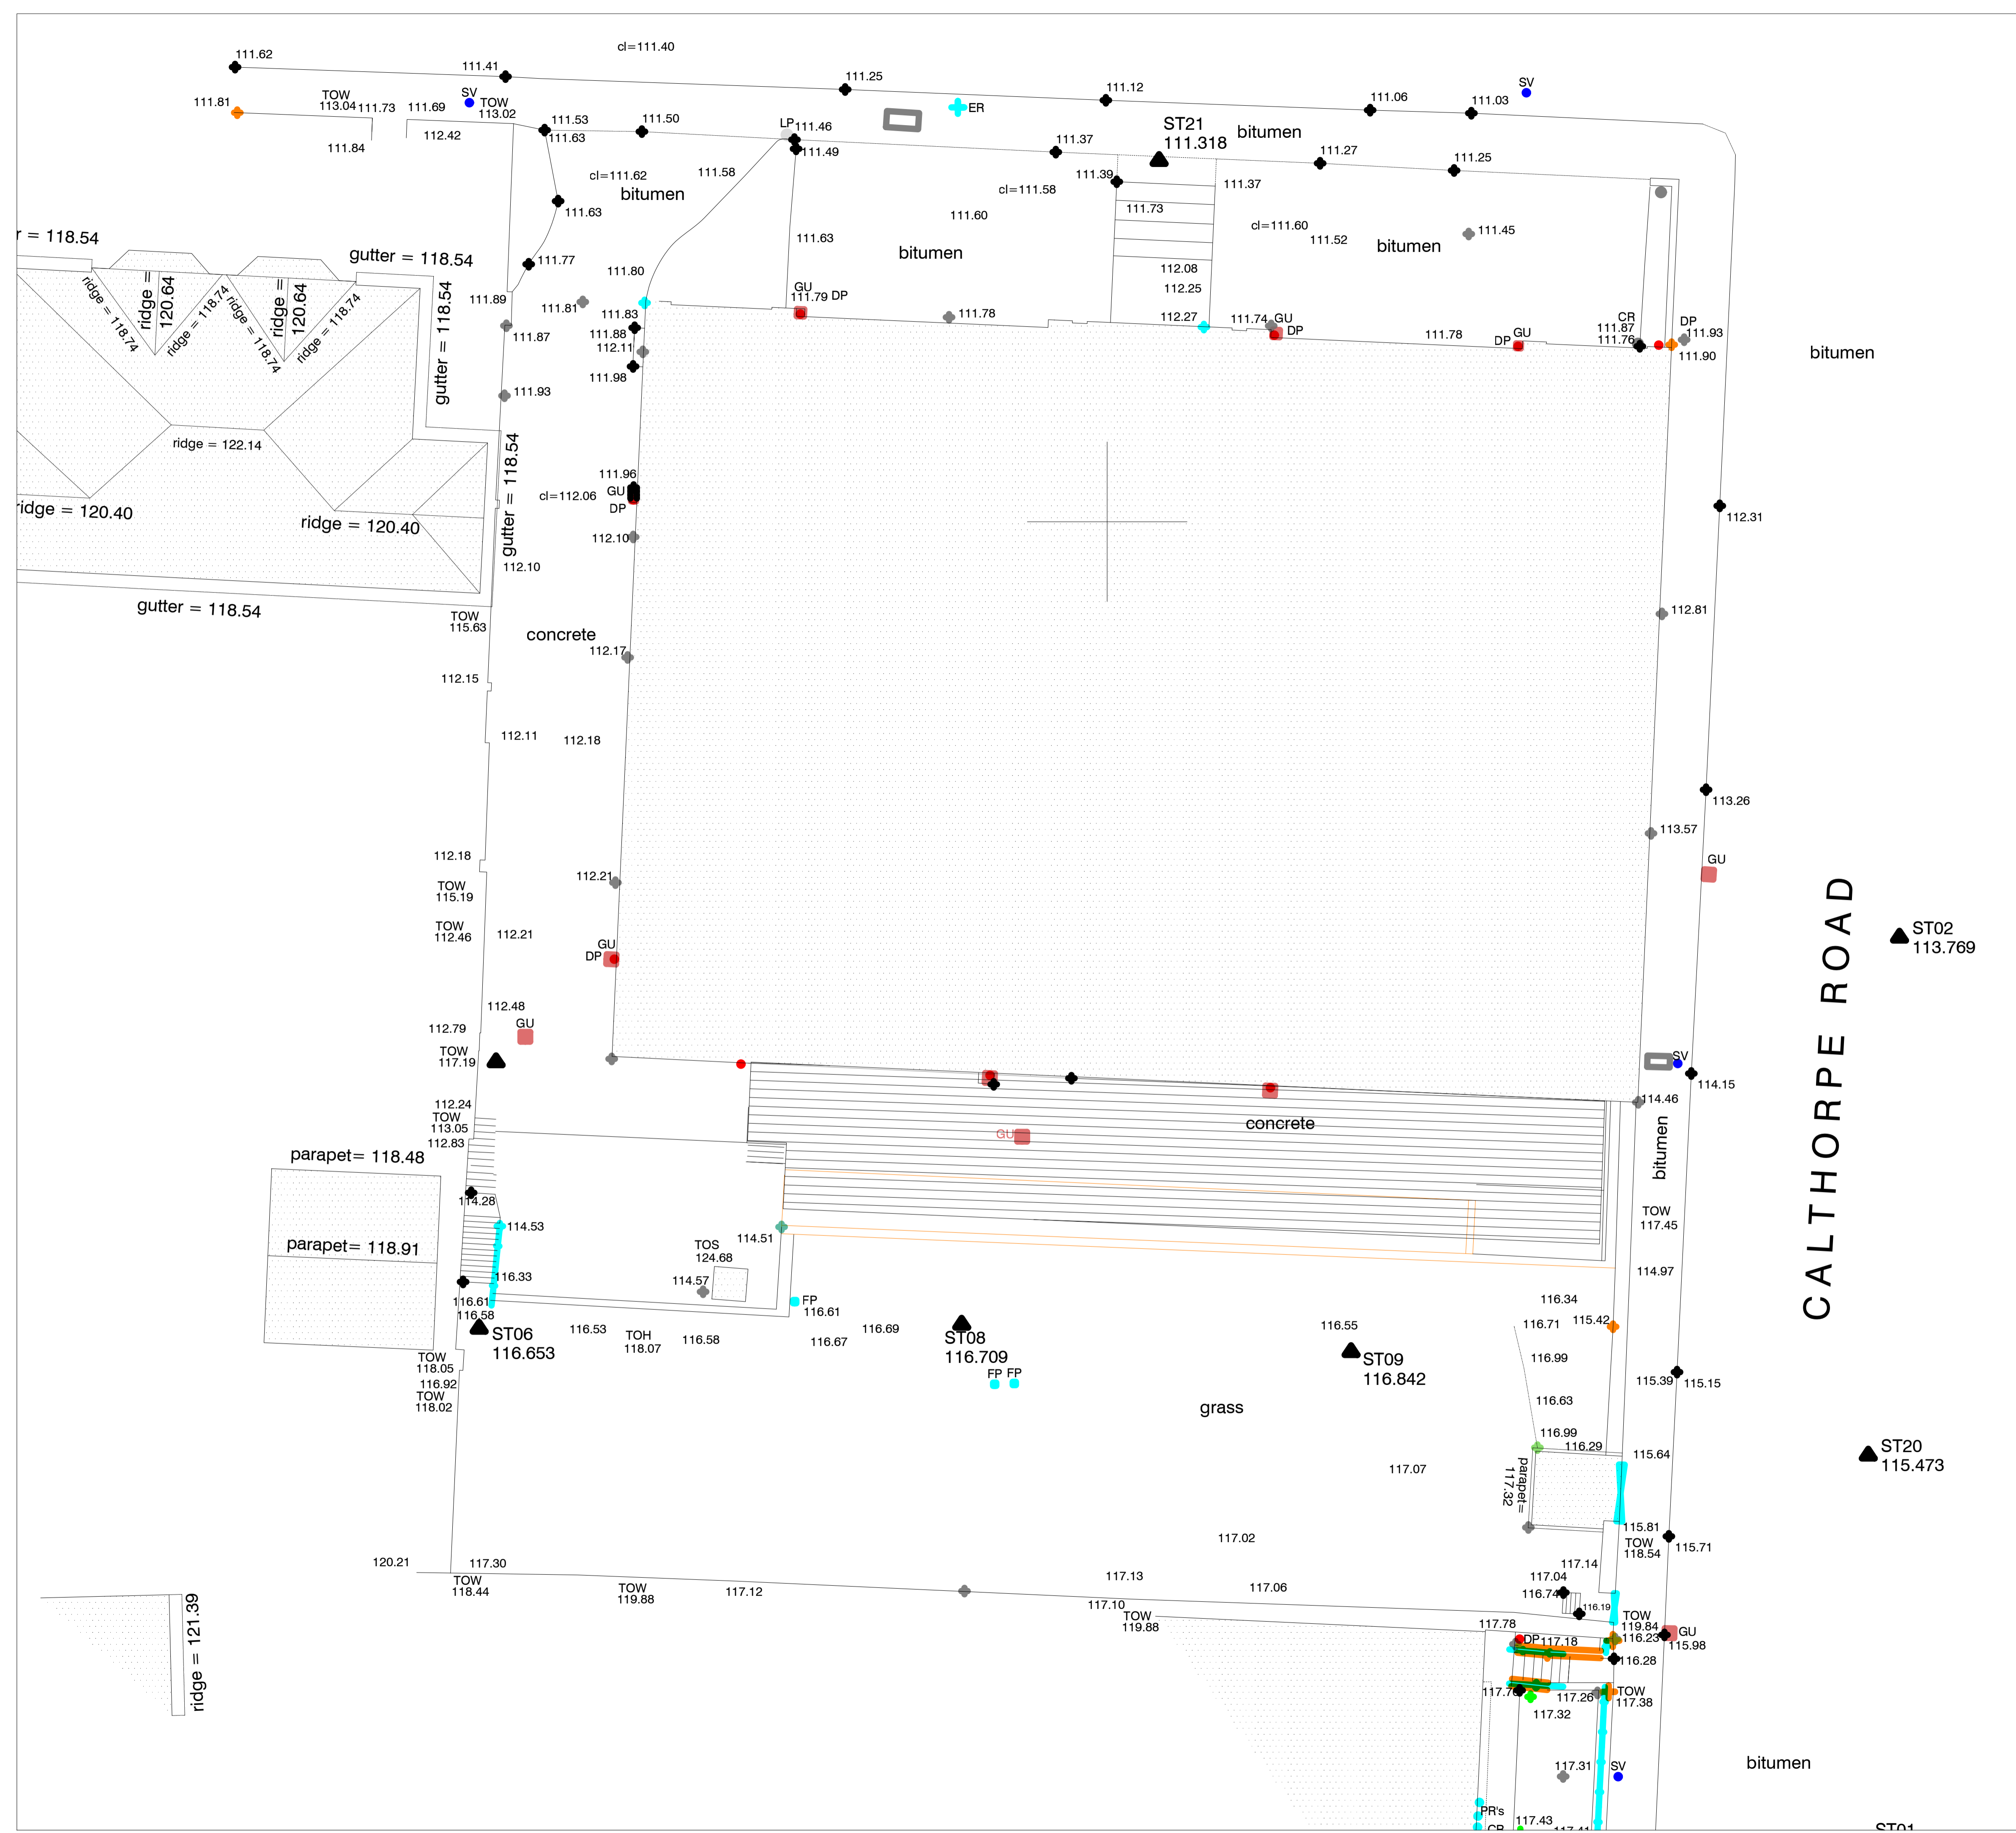 cl=111.40
111.62
111.41
111.25
111.12
111.06
111.03
SV
111.81
TOW
113.04
111.73
111.69
SV
TOW
113.02
ER
111.84
112.42
111.53
111.63
111.50
LP
111.46
111.49
111.37
ST21
111.318
bitumen
111.27
111.25
cl=111.62
bitumen
111.58
cl=111.58
111.39
111.37
111.63
111.60
111.73
cl=111.60
111.52
bitumen
111.45
111.63
bitumen
r = 118.54
gutter = 118.54
ridge =
120.64
ridge =
120.64
ridge = 118.74
ridge = 118.74
ridge = 118.74
ridge = 118.74
gutter = 118.54
111.77
111.80
112.08
112.25
111.89
111.81
111.83
GU
111.79
DP
111.78
112.27
111.74
GU
DP
111.78
DP
GU
CR
111.87
111.76
DP
111.93
111.90
bitumen
111.87
111.88
112.11
111.98
111.93
ridge = 122.14
gutter = 118.54
ridge = 120.40
ridge = 120.40
111.96
GU
cl=112.06
DP
112.31
112.10
112.10
gutter = 118.54
TOW
115.63
concrete
112.81
112.17
112.15
112.11
112.18
113.26
113.57
112.18
GU
TOW
115.19
112.21
TOW
112.46
112.21
ST02
113.769
CALTHORPE ROAD
GU
DP
112.48
GU
112.79
TOW
117.19
SV
114.15
112.24
114.46
TOW
113.05
112.83
concrete
GU
bitumen
parapet= 118.48
114.28
114.53
TOW
117.45
parapet= 118.91
TOS
124.68
114.51
114.57
116.33
114.97
116.61
116.58
FP
116.61
116.34
ST06
116.653
116.53
TOH
118.07
116.58
116.67
116.69
ST08
116.709
116.55
116.71
115.42
TOW
118.05
ST09
116.842
116.99
116.92
TOW
118.02
FP
FP
115.39
115.15
116.63
grass
116.99
116.29
115.64
ST20
115.473
117.07
parapet=
117.32
115.81
117.02
TOW
118.54
115.71
120.21
117.30
117.14
TOW
118.44
TOW
119.88
117.12
117.13
117.06
117.04
116.74
117.10
116.19
TOW
119.88
TOW
119.84
117.78
DP
117.18
116.23
GU
115.98
116.28
ridge = 121.39
117.26
TOW
117.38
117.32
bitumen
117.31
SV
PR's
117.43
ST01